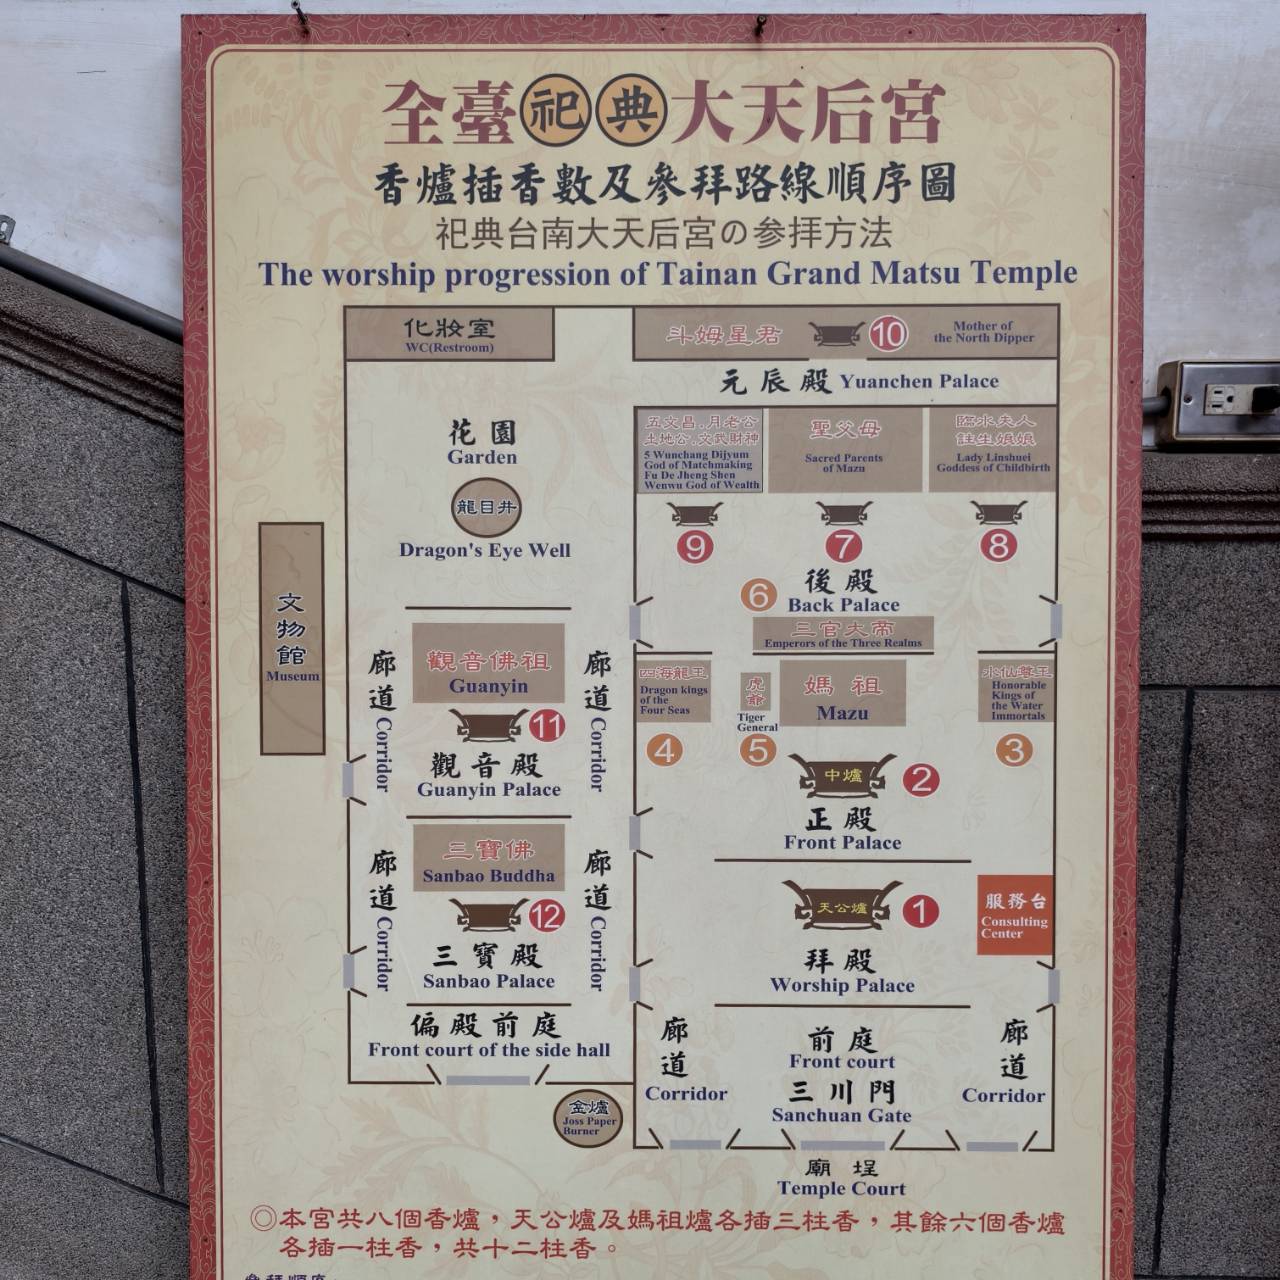 全臺祀典大天后宮
香爐插香數及參拜路線順序圖
祀典台南大天后宮の参拝方法
The worship progression of Tainan Grand Matsu Temple
化妝室
WC(Restroom)
斗姆星君
10
Mother of
the North Dipper
元辰殿 Yuanchen Palace
花園
Garden
龍目井
Dragon's Eye Well
五文昌.月老公
土地公.文武財神
5 Wunchang Dijyum
God of Matchmaking
Fu De Jheng Shen
Wenwu God of Wealth
聖父母
Sacred Parents
of Mazu
臨水夫人
註生娘娘
Lady Linshuei
Goddess of Childbirth
9
7
8
後殿
6
Back Palace
三官大帝
Emperors of the Three Realms
文物館
Museum
觀音佛祖
Guanyin
11
觀音殿
Guanyin Palace
廊道 Corridor
廊道 Corridor
四海龍王
Dragon kings
of the
Four Seas
4
虎爺
Tiger
General
5
媽祖
Mazu
水仙尊王
Honorable
Kings of
the Water
Immortals
3
中爐
2
正殿
Front Palace
三寶佛
Sanbao Buddha
12
三寶殿
Sanbao Palace
廊道 Corridor
廊道 Corridor
天公爐
1
服務台
Consulting
Center
拜殿
Worship Palace
偏殿前庭
Front court of the side hall
廊道
Corridor
前庭
Front court
三川門
Sanchuan Gate
廊道
Corridor
金爐
Joss Paper
Burner
廟埕
Temple Court
◎本宮共八個香爐，天公爐及媽祖爐各插三柱香，其餘六個香爐
各插一柱香，共十二柱香。